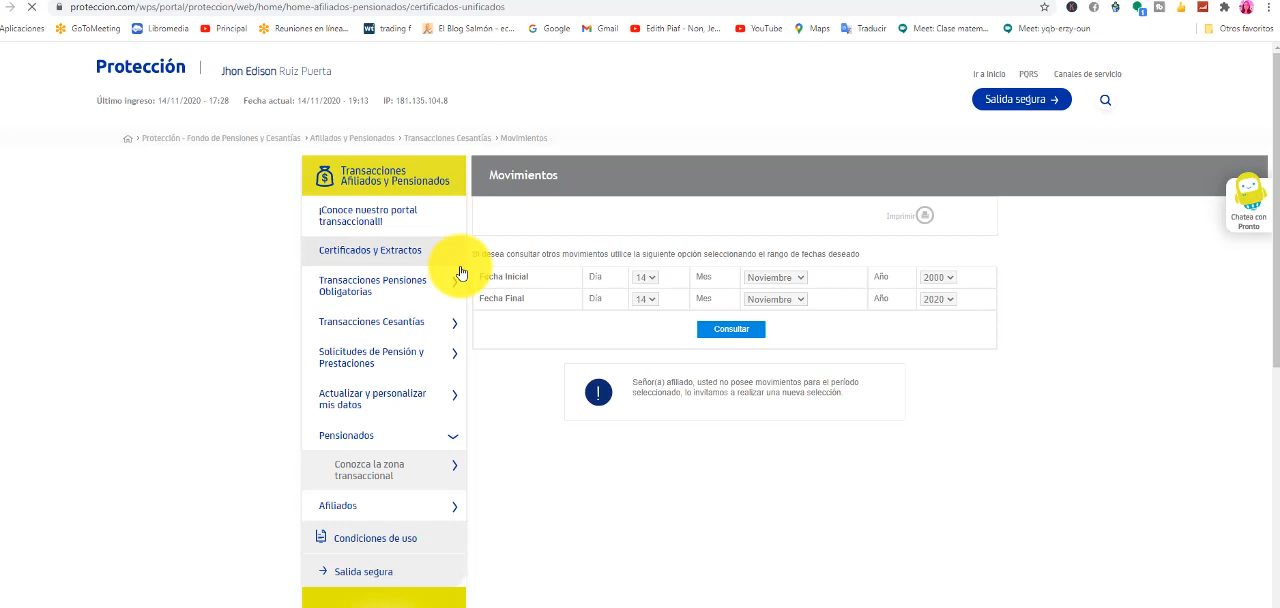 proteccion.com/wps/portal/proteccion/web/home/home-afiliados-pensionados/certificados-unificados
Aplicaciones GoToMeeting Libromedia Principal Reuniones en línea... trading f El Blog Salmón - ec... Google Gmail Edith Piaf - Non, Je... YouTube Maps Traducir Meet: Clase matem... Meet: yqb-erzy-oun Otros favoritos
Protección Jhon Edison Ruiz Puerta
Ir a Inicio PQRS Canales de servicio
Último ingreso: 14/11/2020 - 17:28 Fecha actual: 14/11/2020 - 19:13 IP: 181.135.104.8
Salida segura →
Protección - Fondo de Pensiones y Cesantías › Afiliados y Pensionados › Transacciones Cesantías › Movimientos
Transacciones
Afiliados y Pensionados
Movimientos
¡Conoce nuestro portal
transaccional!!
Imprimir
Certificados y Extractos
desea consultar otros movimientos utilice la siguiente opción seleccionando el rango de fechas deseado
Fecha Inicial Día 14 Mes Noviembre Año 2000
Transacciones Pensiones
Obligatorias
Fecha Final Día 14 Mes Noviembre Año 2020
Transacciones Cesantías
Consultar
Solicitudes de Pensión y
Prestaciones
Señor(a) afiliado, usted no posee movimientos para el período
seleccionado, lo invitamos a realizar una nueva selección.
Actualizar y personalizar
mis datos
Pensionados
Conozca la zona
transaccional
Afiliados
Condiciones de uso
→ Salida segura
Chatea con
Pronto